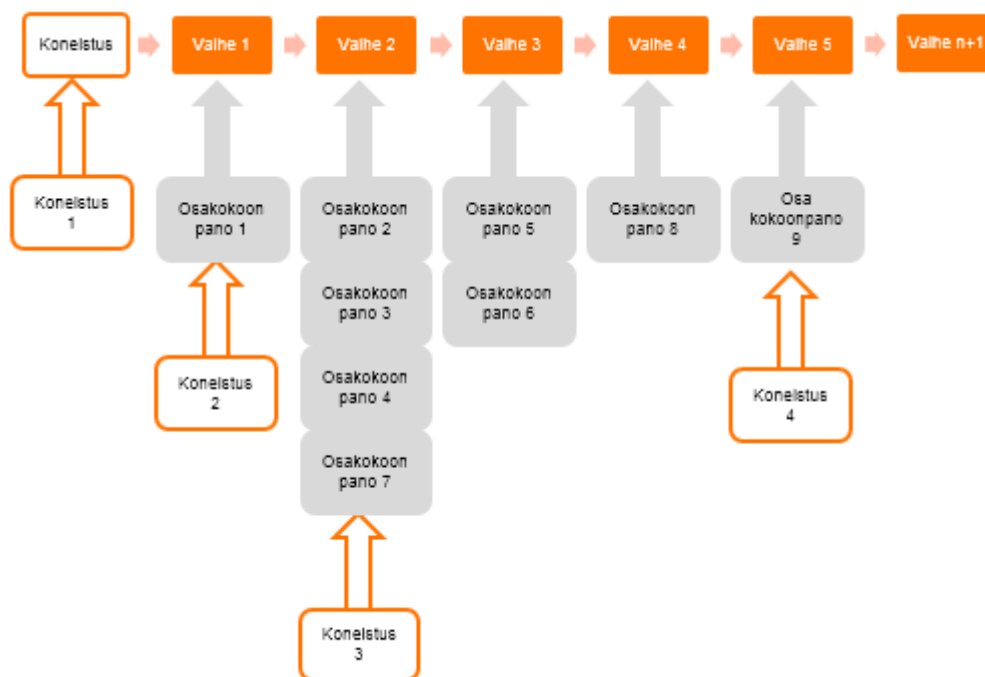 Koneistus
Vaihe 1
Vaihe 2
Vaihe 3
Vaihe 4
Vaihe 5
Vaihe n+1
Koneistus
1
Osakokoon
pano 1
Osakokoon
pano 2
Osakokoon
pano 5
Osakokoon
pano 8
Osa
kokoonpano
9
Osakokoon
pano 3
Osakokoon
pano 6
Koneistus
2
Osakokoon
pano 4
Koneistus
4
Osakokoon
pano 7
Koneistus
3